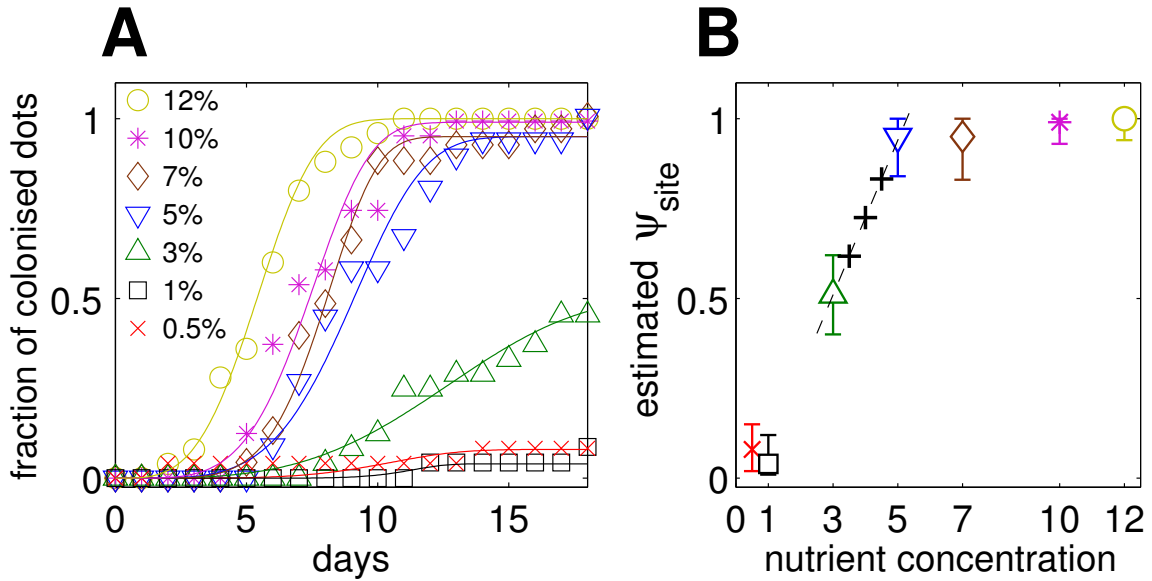 A
fraction of colonised dots
1
0.5
0
12%
10%
7%
5%
3%
1%
0.5%
0 5 10 15
days
B
estimated ψsite
1
0.5
0
0 1 3 5 7 10 12
nutrient concentration